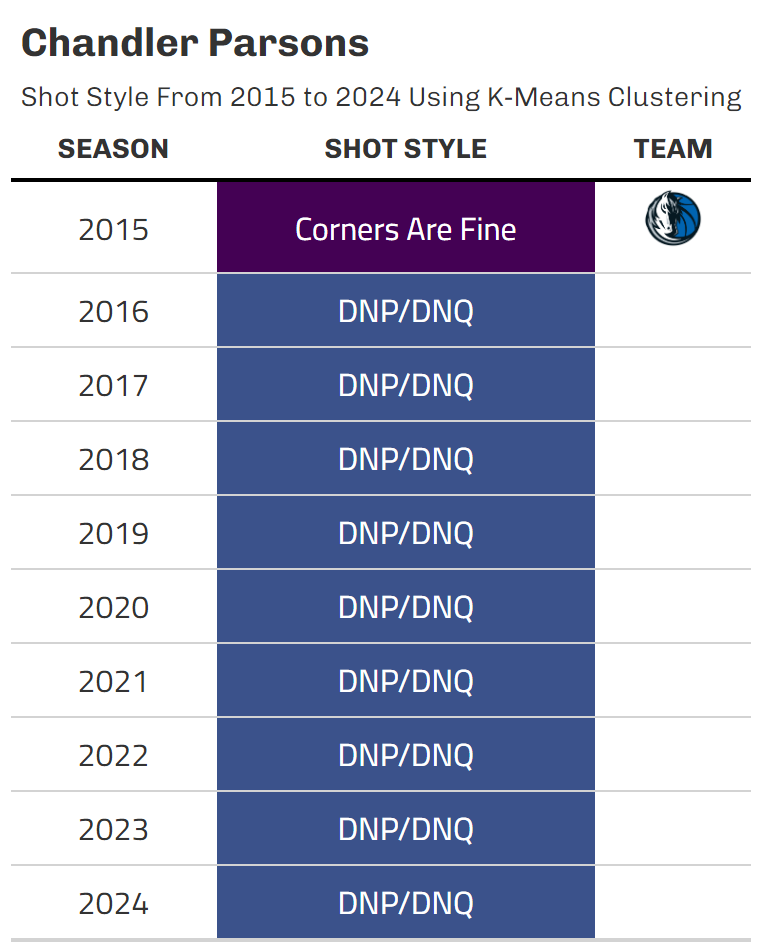 Chandler Parsons
Shot Style From 2015 to 2024 Using K-Means Clustering
SEASON SHOT STYLE TEAM
2015 Corners Are Fine
2016 DNP/DNQ
2017 DNP/DNQ
2018 DNP/DNQ
2019 DNP/DNQ
2020 DNP/DNQ
2021 DNP/DNQ
2022 DNP/DNQ
2023 DNP/DNQ
2024 DNP/DNQ